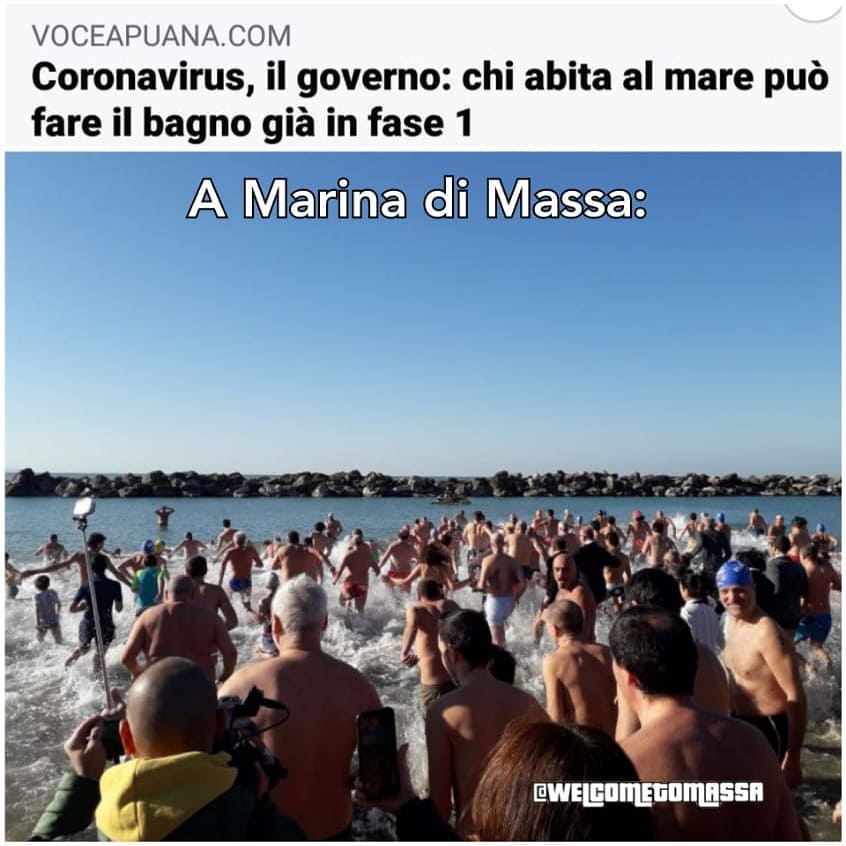 VOCEAPUANA.COM
Coronavirus, il governo: chi abita al mare può
fare il bagno già in fase 1
A Marina di Massa:
@WELCOMETOMASSA